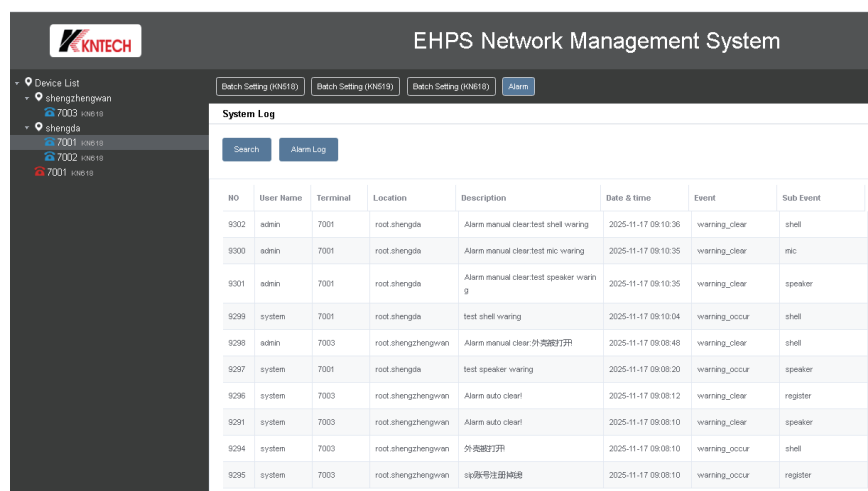 KNTECH
EHPS Network Management System
Device List
shengzhengwan
7003 KN618
shengda
7001 KN618
7002 KN618
7001 KN618
Batch Setting (KN518) Batch Setting (KN519) Batch Setting (KN618) Alarm
System Log
Search Alarm Log
NO User Name Terminal Location Description Date & time Event Sub Event
9302 admin 7001 root.shengda Alarm manual clear:test shell waring 2025-11-17 09:10:36 warning_clear shell
9300 admin 7001 root.shengda Alarm manual clear:test mic waring 2025-11-17 09:10:35 warning_clear mic
9301 admin 7001 root.shengda Alarm manual clear:test speaker warin
g 2025-11-17 09:10:35 warning_clear speaker
9299 system 7001 root.shengda test shell waring 2025-11-17 09:10:04 warning_occur shell
9298 admin 7003 root.shengzhengwan Alarm manual clear:外壳被打开! 2025-11-17 09:08:48 warning_clear shell
9297 system 7001 root.shengda test speaker waring 2025-11-17 09:08:20 warning_occur speaker
9296 system 7003 root.shengzhengwan Alarm auto clear! 2025-11-17 09:08:12 warning_clear register
9291 system 7003 root.shengzhengwan Alarm auto clear! 2025-11-17 09:08:10 warning_clear speaker
9294 system 7003 root.shengzhengwan 外壳被打开! 2025-11-17 09:08:10 warning_occur shell
9295 system 7003 root.shengzhengwan sip账号注册掉线! 2025-11-17 09:08:10 warning_occur register